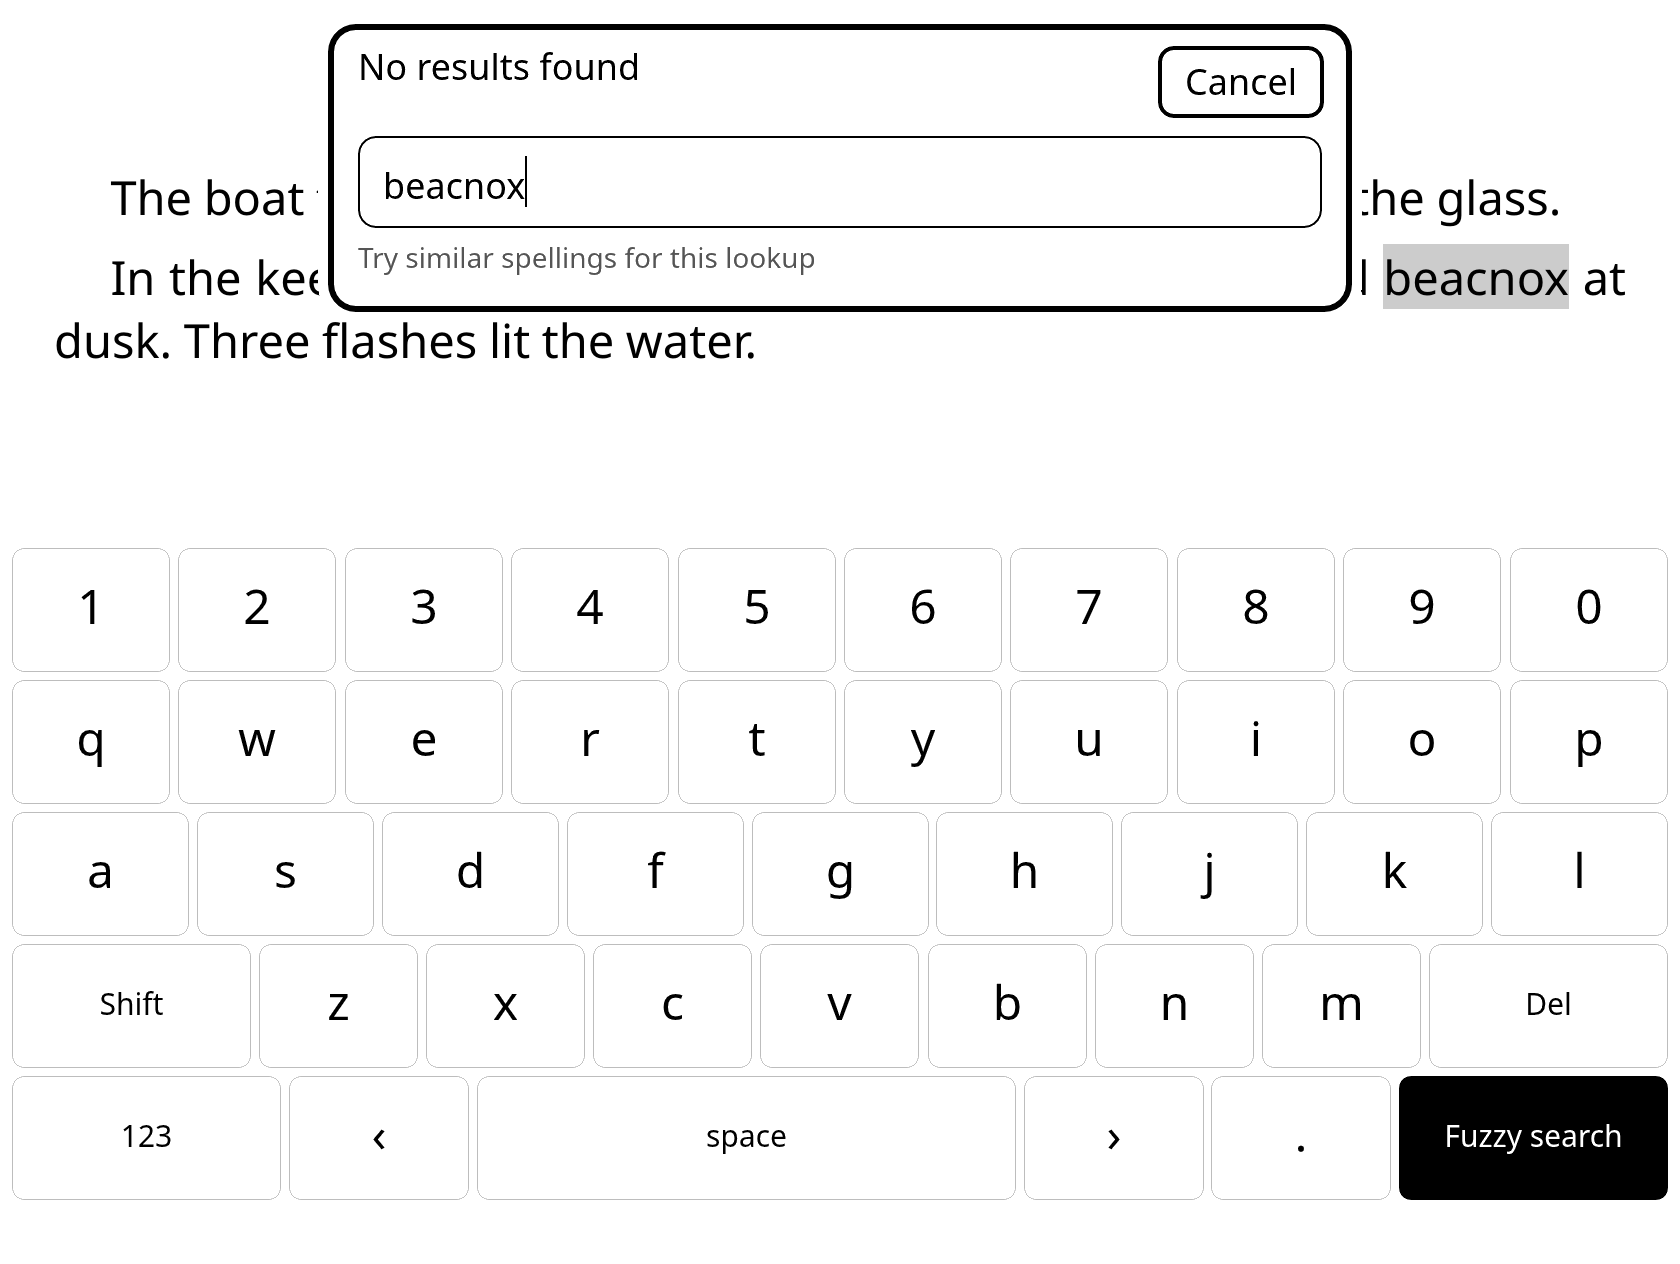 No results found
Cancel
beacnox
Try similar spellings for this lookup
The boat the glass.
In the beacnox at
dusk. Three flashes lit the water.
1 2 3 4 5 6 7 8 9 0
q w e r t y u i o p
a s d f g h j k l
Shift z x c v b n m Del
123 ‹ space › . Fuzzy search